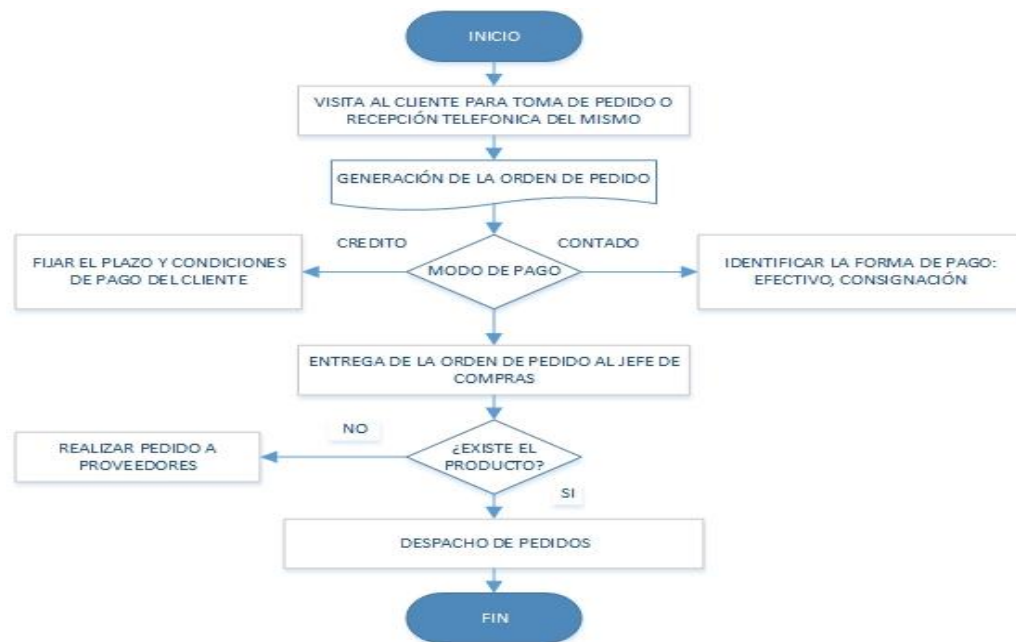 INICIO
VISITA AL CLIENTE PARA TOMA DE PEDIDO O
RECEPCIÓN TELEFONICA DEL MISMO
GENERACIÓN DE LA ORDEN DE PEDIDO
CREDITO
CONTADO
FIJAR EL PLAZO Y CONDICIONES
DE PAGO DEL CLIENTE
MODO DE PAGO
IDENTIFICAR LA FORMA DE PAGO:
EFECTIVO, CONSIGNACIÓN
ENTREGA DE LA ORDEN DE PEDIDO AL JEFE DE
COMPRAS
NO
REALIZAR PEDIDO A
PROVEEDORES
¿EXISTE EL
PRODUCTO?
SI
DESPACHO DE PEDIDOS
FIN